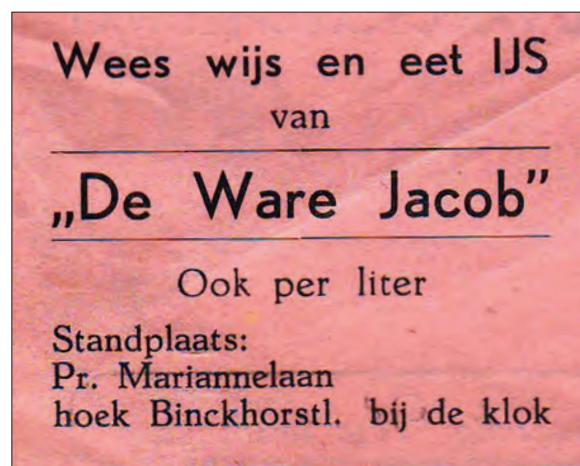 Wees wijs en eet IJS
van
„De Ware Jacob”
Ook per liter
Standplaats:
Pr. Mariannelaan
hoek Binckhorstl. bij de klok